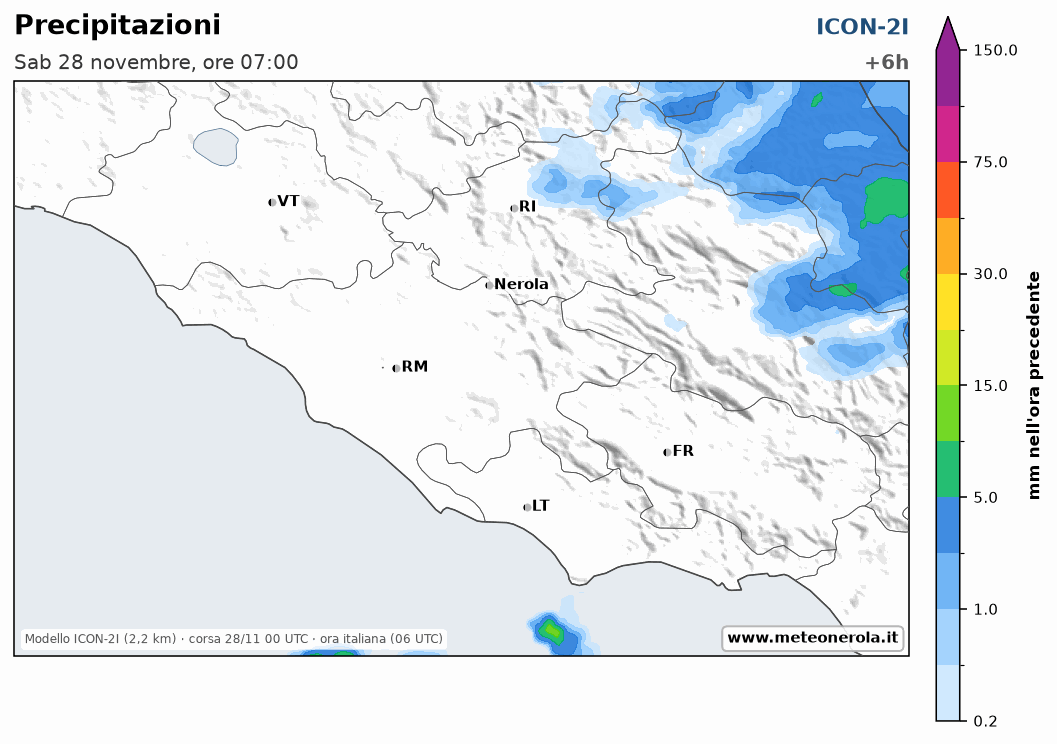 Precipitazioni
ICON-2I
Sab 28 novembre, ore 07:00
+6h
150.0
75.0
30.0
15.0
5.0
1.0
0.2
mm nell'ora precedente
VT
RI
Nerola
RM
FR
LT
Modello ICON-2I (2,2 km) · corsa 28/11 00 UTC · ora italiana (06 UTC)
www.meteonerola.it